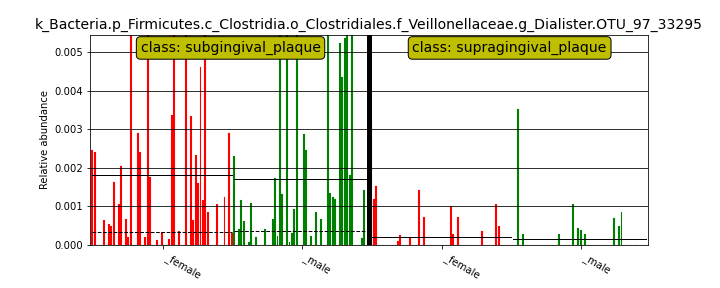 k_Bacteria.p_Firmicutes.c_Clostridia.o_Clostridiales.f_Veillonellaceae.g_Dialister.OTU_97_33295
class: subgingival_plaque
class: supragingival_plaque
Relative abundance
0.005
0.004
0.003
0.002
0.001
0.000
_female
_male
_female
_male